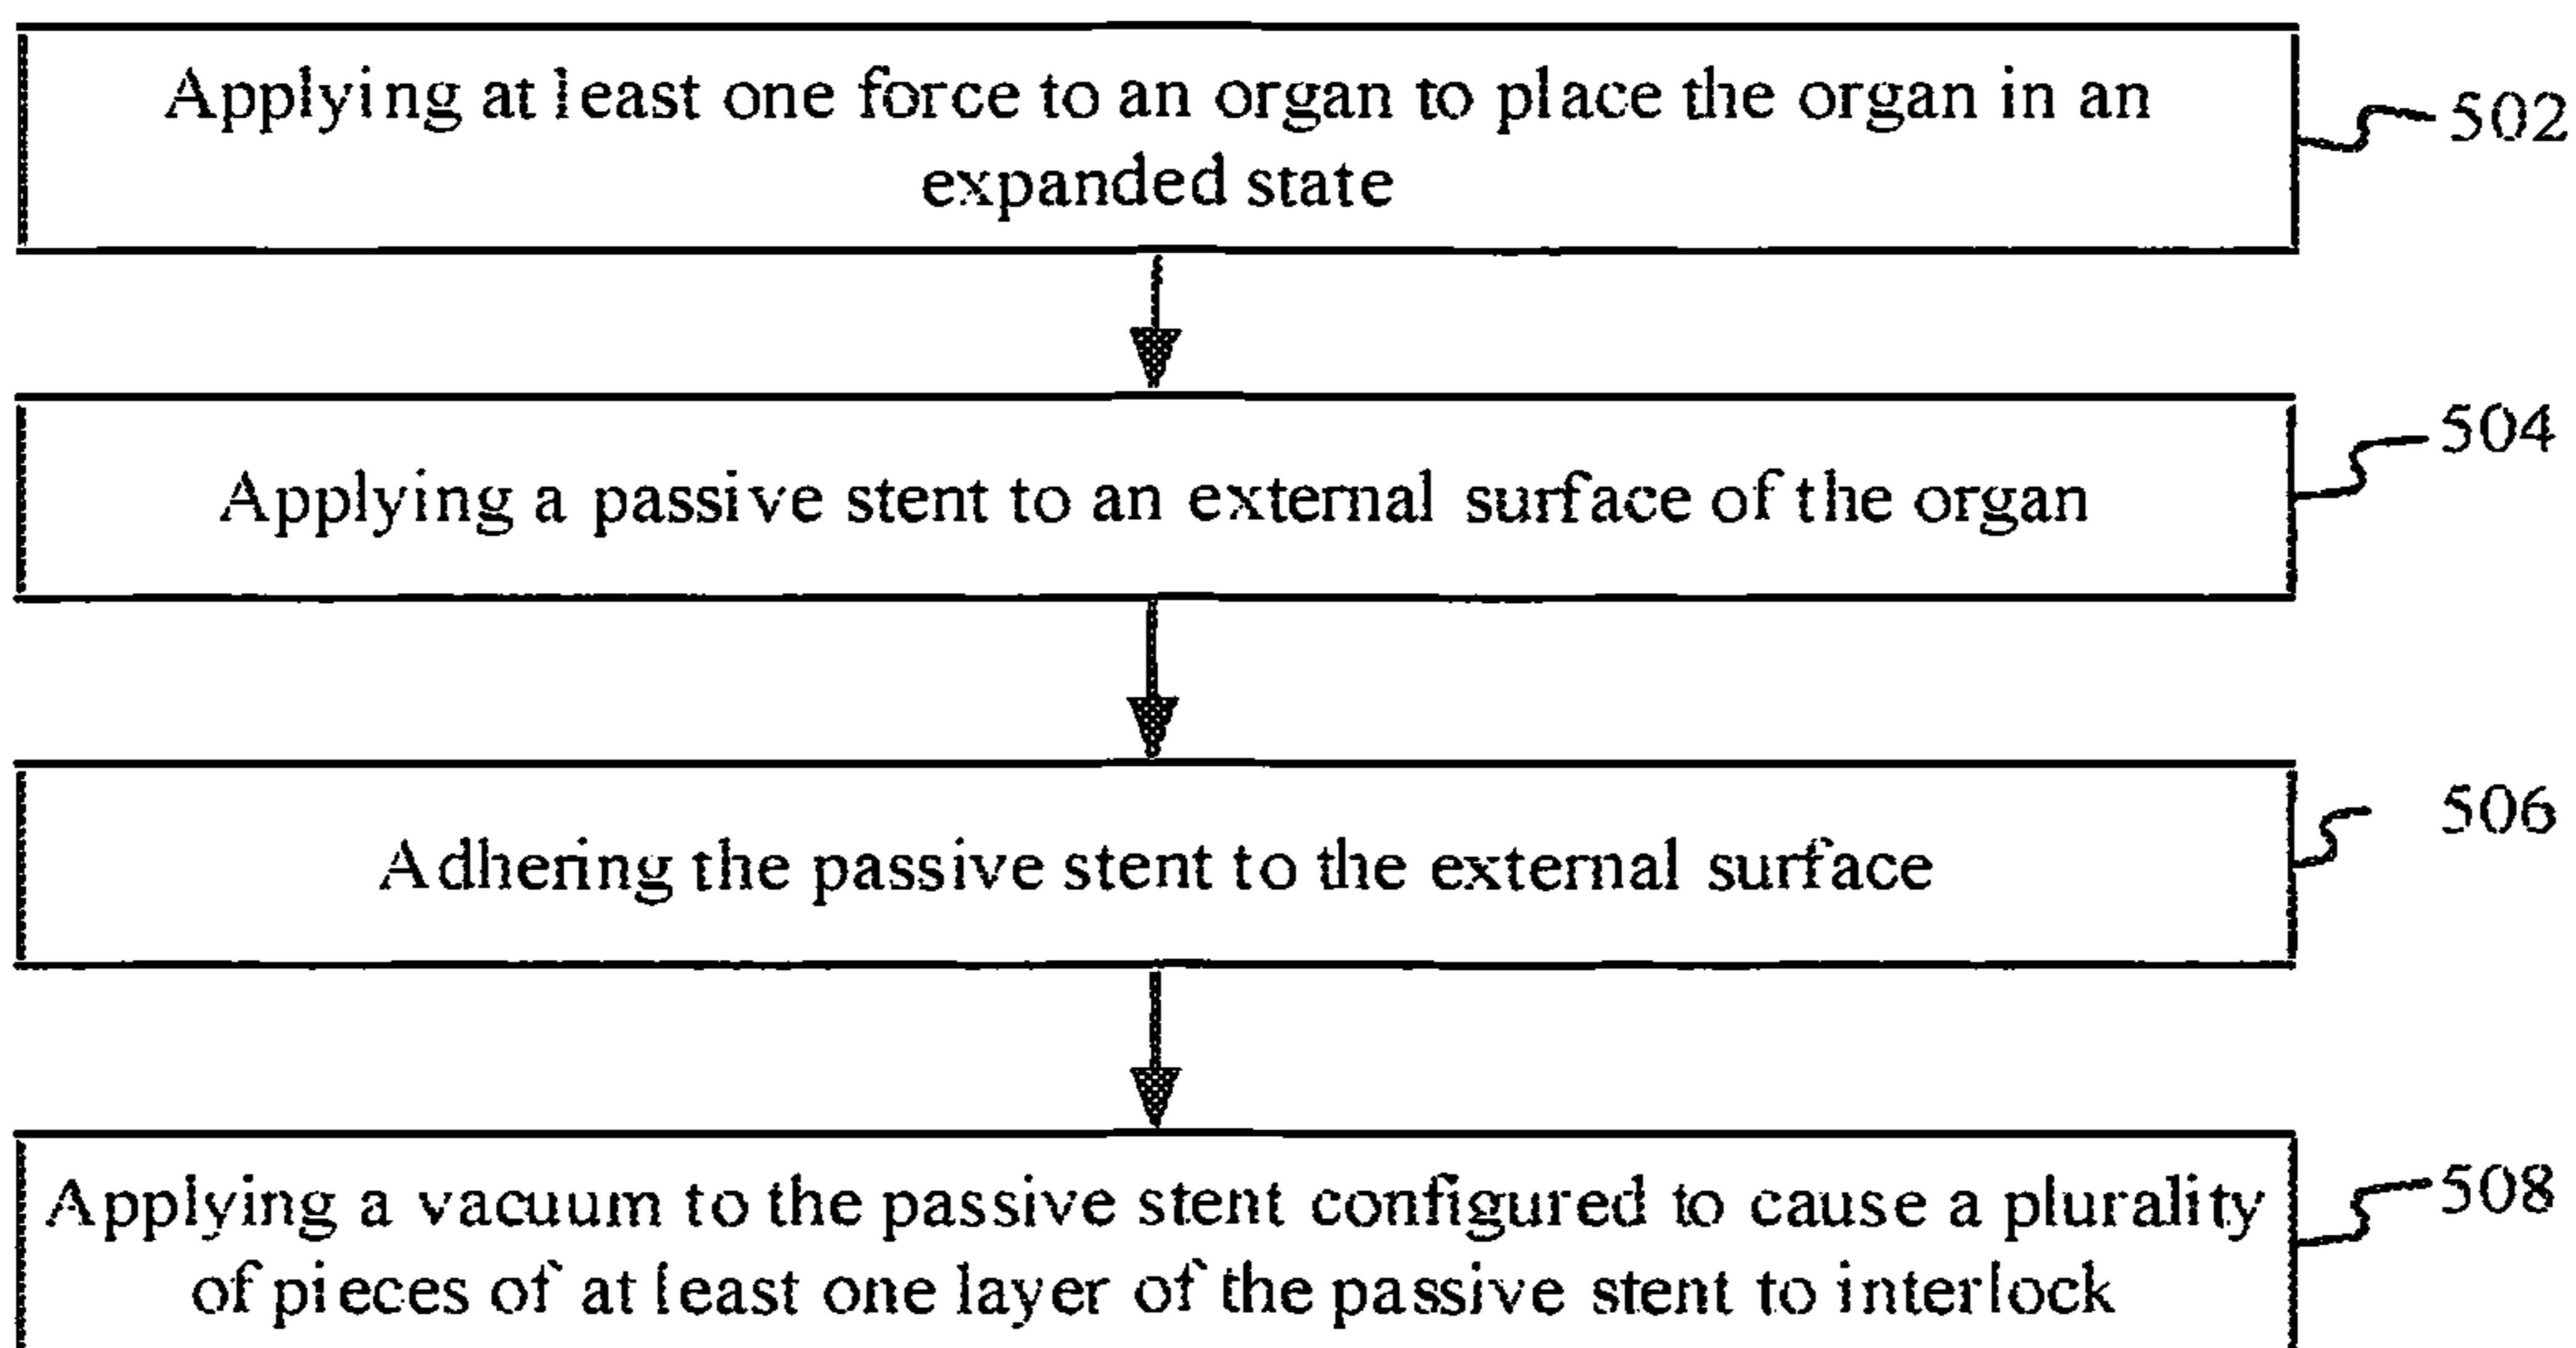 Applying at least one force to an organ to place the organ in an
expanded state
502
Applying a passive stent to an external surface of the organ
504
Adhering the passive stent to the external surface
506
Applying a vacuum to the passive stent configured to cause a plurality
of pieces of at least one layer of the passive stent to interlock
508